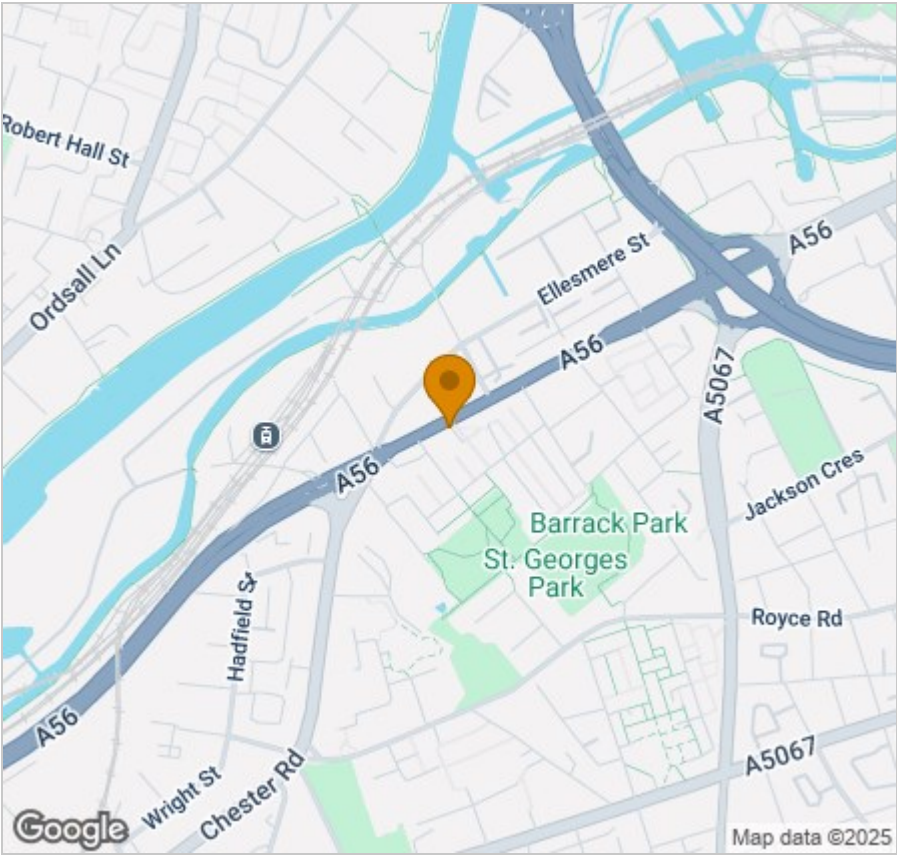 Robert Hall St
Ordsall Ln
A56
Ellesmere St
A56
A5067
A56
Jackson Cres
Barrack Park
St. Georges
Park
Hadfield St
Royce Rd
A56
A5067
Wright St
Chester Rd
Google
Map data ©2025